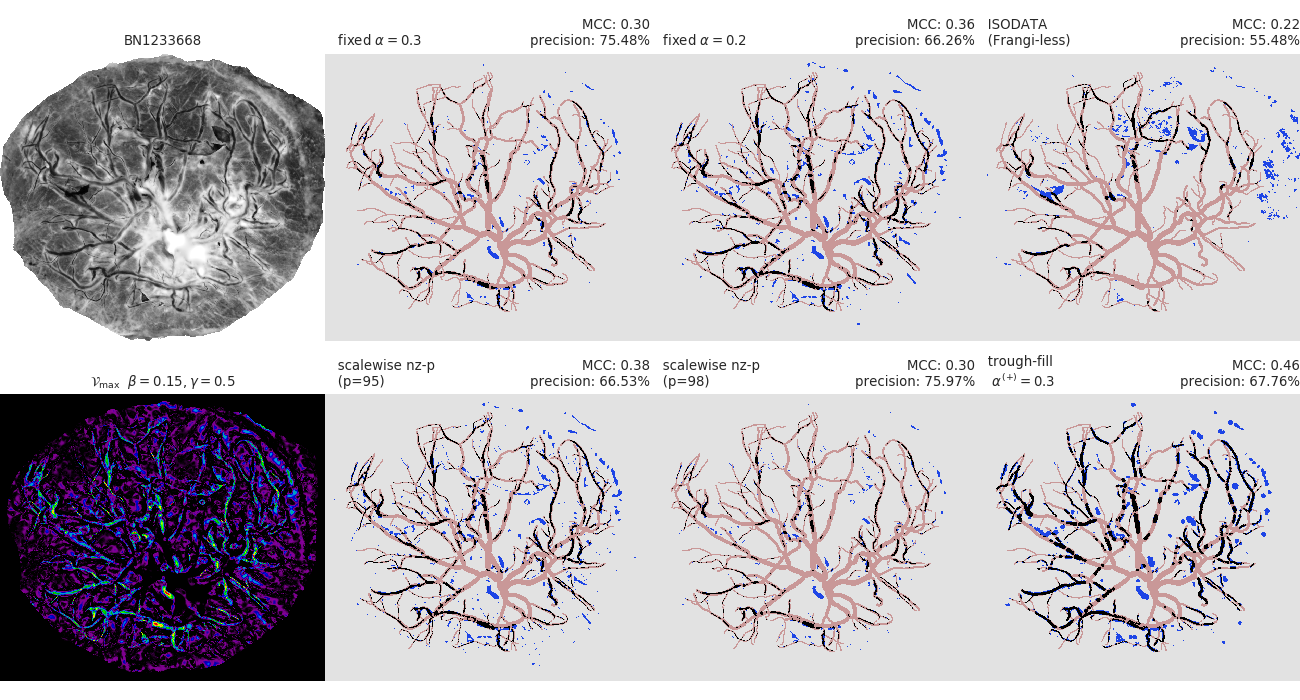 BN1233668
fixed α = 0.3
MCC: 0.30
precision: 75.48%
fixed α = 0.2
MCC: 0.36
precision: 66.26%
ISODATA
(Frangi-less)
MCC: 0.22
precision: 55.48%
𝒱max β = 0.15, γ = 0.5
scalewise nz-p
(p=95)
MCC: 0.38
precision: 66.53%
scalewise nz-p
(p=98)
MCC: 0.30
precision: 75.97%
trough-fill
α(+) = 0.3
MCC: 0.46
precision: 67.76%